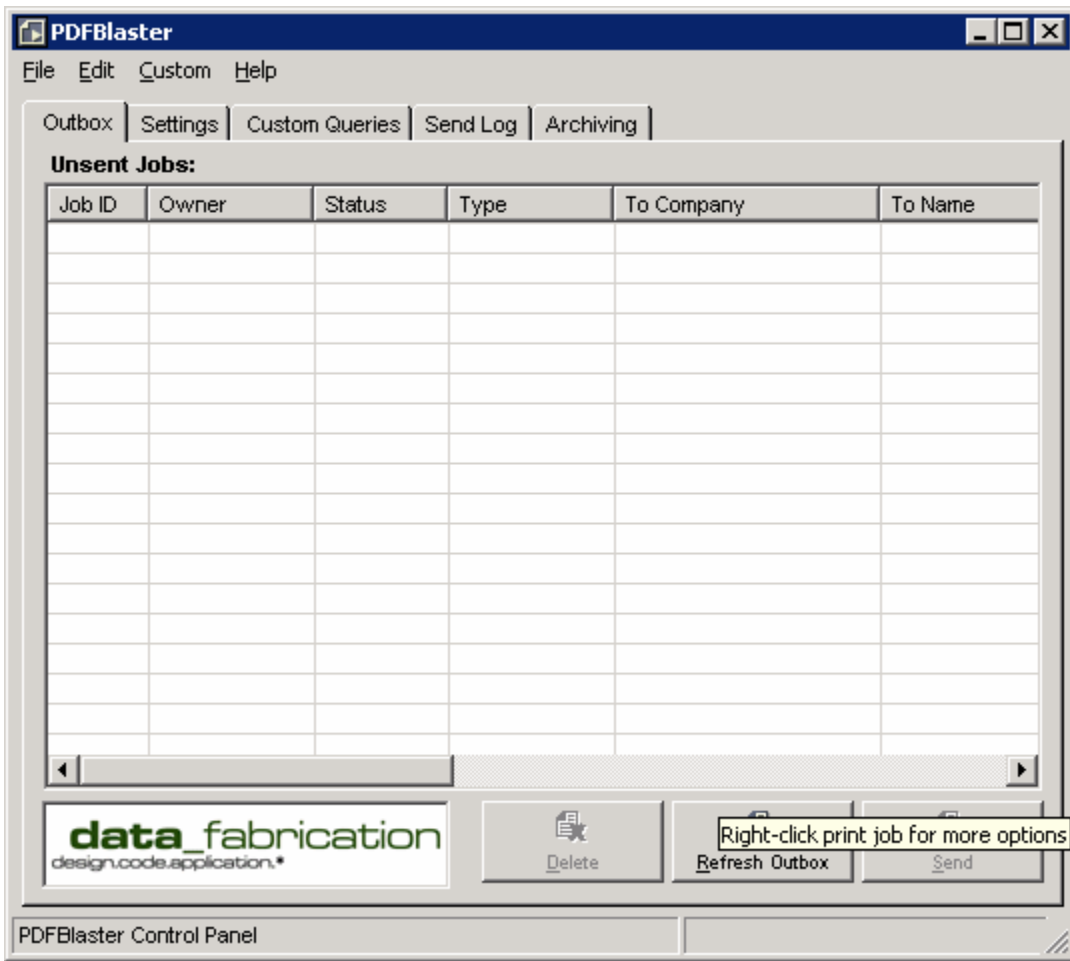 PDFBlaster
File Edit Custom Help
Outbox Settings Custom Queries Send Log Archiving
Unsent Jobs:
Job ID Owner Status Type To Company To Name
data_fabrication
design.code.application.*
Right-click print job for more options
Delete Refresh Outbox Send
PDFBlaster Control Panel